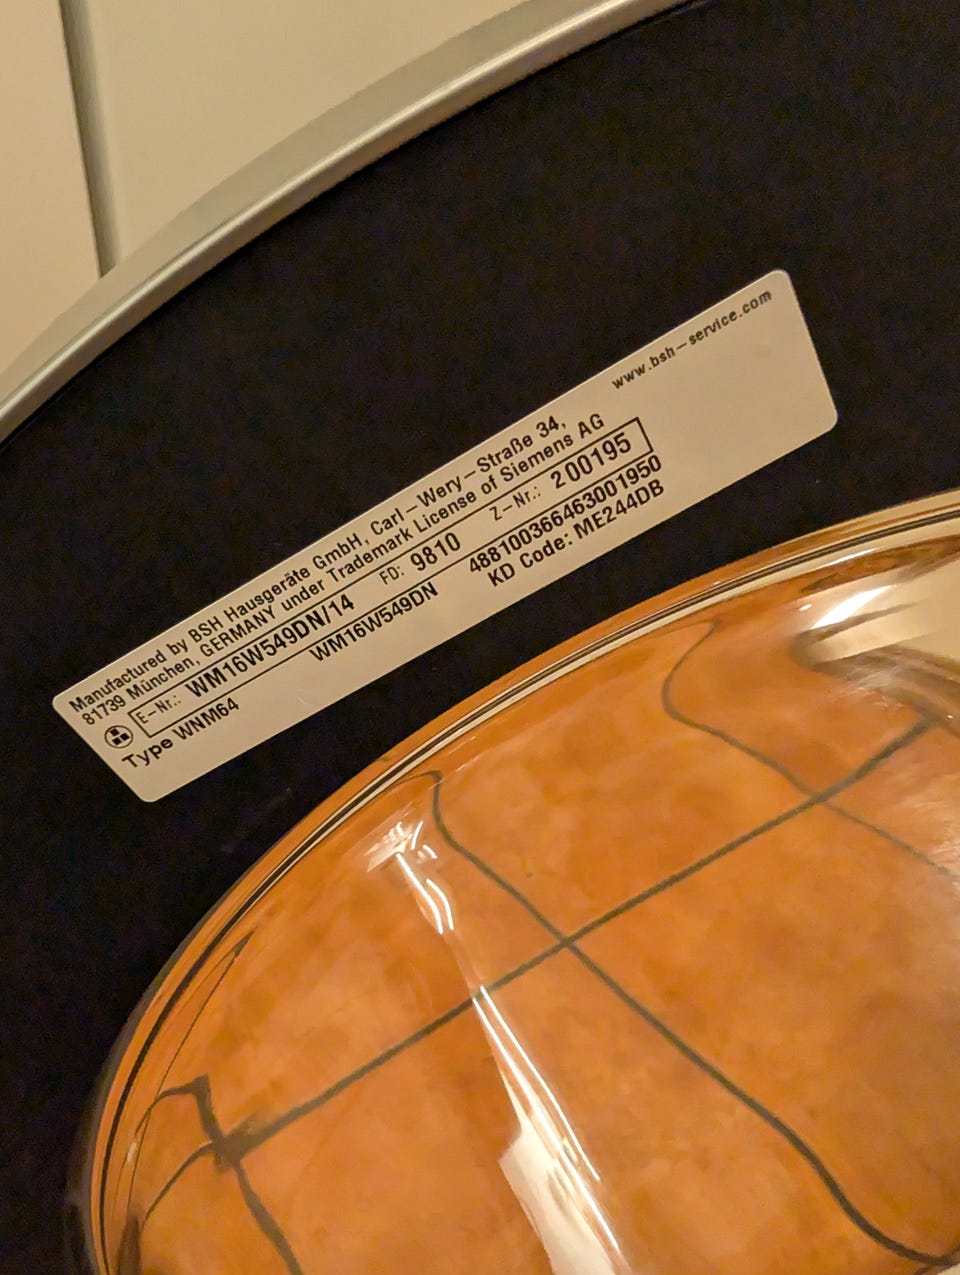 www.bsh-service.com
Manufactured by BSH Hausgeräte GmbH, Carl-Wery-Straße 34,
81739 München, GERMANY under Trademark License of Siemens AG
E-Nr.: WM16W549DN/14 FD: 9810 Z-Nr.: 200195
Type WNM64 WM16W549DN 488100366463001950
KD Code: ME244DB